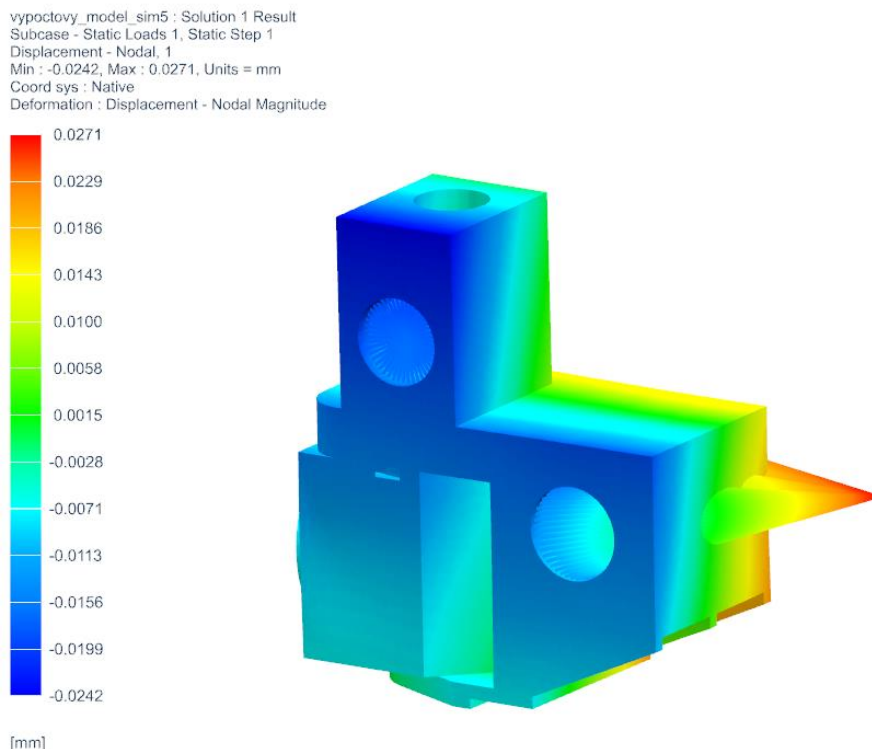 vypoctovy_model_sim5 : Solution 1 Result
Subcase - Static Loads 1, Static Step 1
Displacement - Nodal, 1
Min : -0.0242, Max : 0.0271, Units = mm
Coord sys : Native
Deformation : Displacement - Nodal Magnitude
0.0271
0.0229
0.0186
0.0143
0.0100
0.0058
0.0015
-0.0028
-0.0071
-0.0113
-0.0156
-0.0199
-0.0242
[mm]